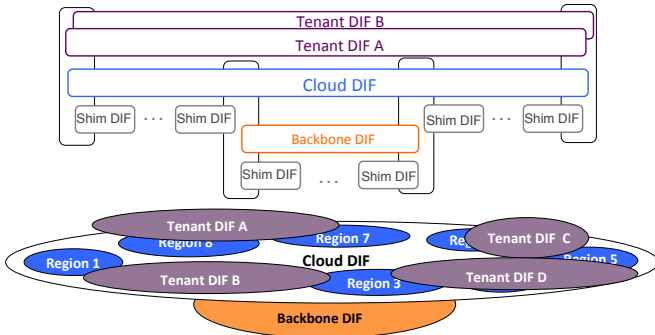 Tenant DIF B
Tenant DIF A
Cloud DIF
Shim DIF ... Shim DIF
Shim DIF ... Shim DIF
Backbone DIF
Shim DIF ... Shim DIF
Tenant DIF A
Region 8
Region 7
Tenant DIF C
Region 1
Cloud DIF
Region 5
Tenant DIF B
Region 3
Tenant DIF D
Backbone DIF